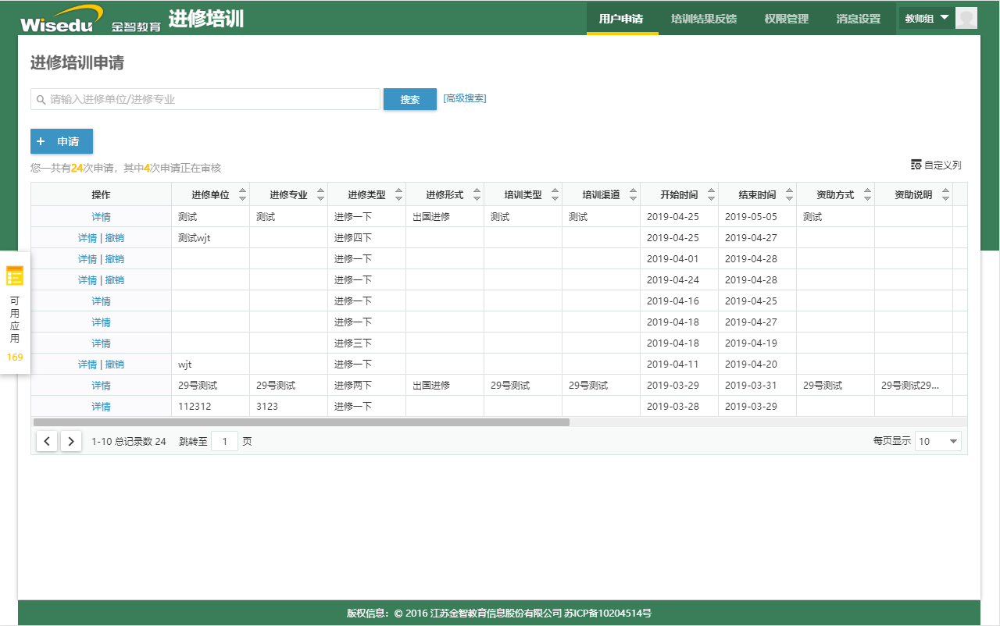 Wisedu 金智教育 进修培训 用户申请 培训结果反馈 权限管理 消息设置 教师组
进修培训申请
请输入进修单位/进修专业 搜索 [高级搜索]
+ 申请
您一共有24次申请，其中4次申请正在审核 自定义列
操作 进修单位 进修专业 进修类型 进修形式 培训类型 培训渠道 开始时间 结束时间 资助方式 资助说明
详情 测试 测试 进修一下 出国进修 测试 测试 2019-04-25 2019-05-05 测试
详情 | 撤销 测试wjt 进修四下 2019-04-25 2019-04-27
详情 | 撤销 进修一下 2019-04-01 2019-04-28
详情 | 撤销 进修一下 2019-04-24 2019-04-28
详情 进修一下 2019-04-16 2019-04-25
详情 进修一下 2019-04-18 2019-04-27
详情 进修三下 2019-04-18 2019-04-19
详情 | 撤销 wjt 进修一下 2019-04-11 2019-04-20
详情 29号测试 29号测试 进修两下 出国进修 29号测试 29号测试 2019-03-29 2019-03-31 29号测试 29号测试29...
详情 112312 3123 进修一下 2019-03-28 2019-03-29
1-10 总记录数 24 跳转至 1 页 每页显示 10
可
用
应
用
169
版权信息：© 2016 江苏金智教育信息股份有限公司 苏ICP备10204514号